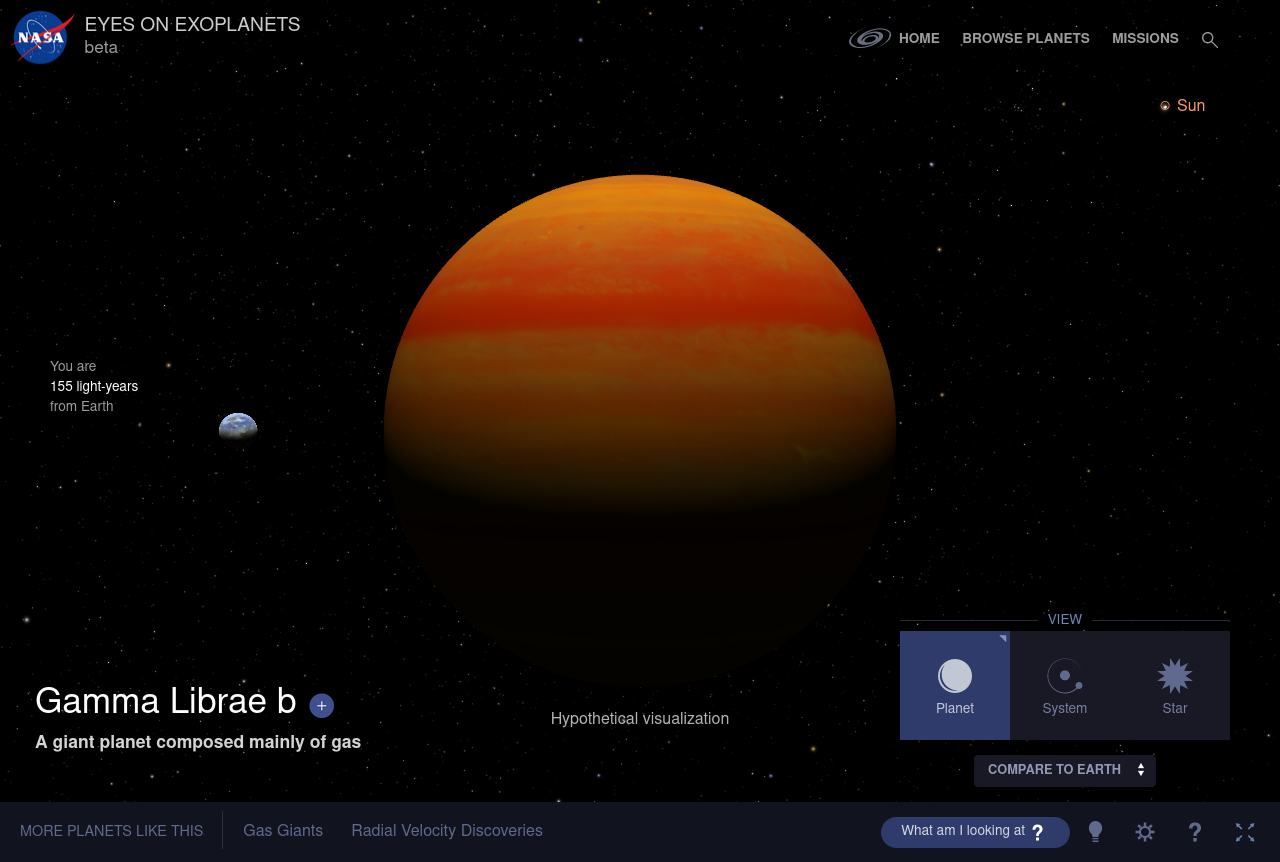 NASA
EYES ON EXOPLANETS
beta
HOME
BROWSE PLANETS
MISSIONS
Sun
You are
155 light-years
from Earth
VIEW
Planet
System
Star
Gamma Librae b +
A giant planet composed mainly of gas
Hypothetical visualization
COMPARE TO EARTH
MORE PLANETS LIKE THIS
Gas Giants
Radial Velocity Discoveries
What am I looking at ?
?